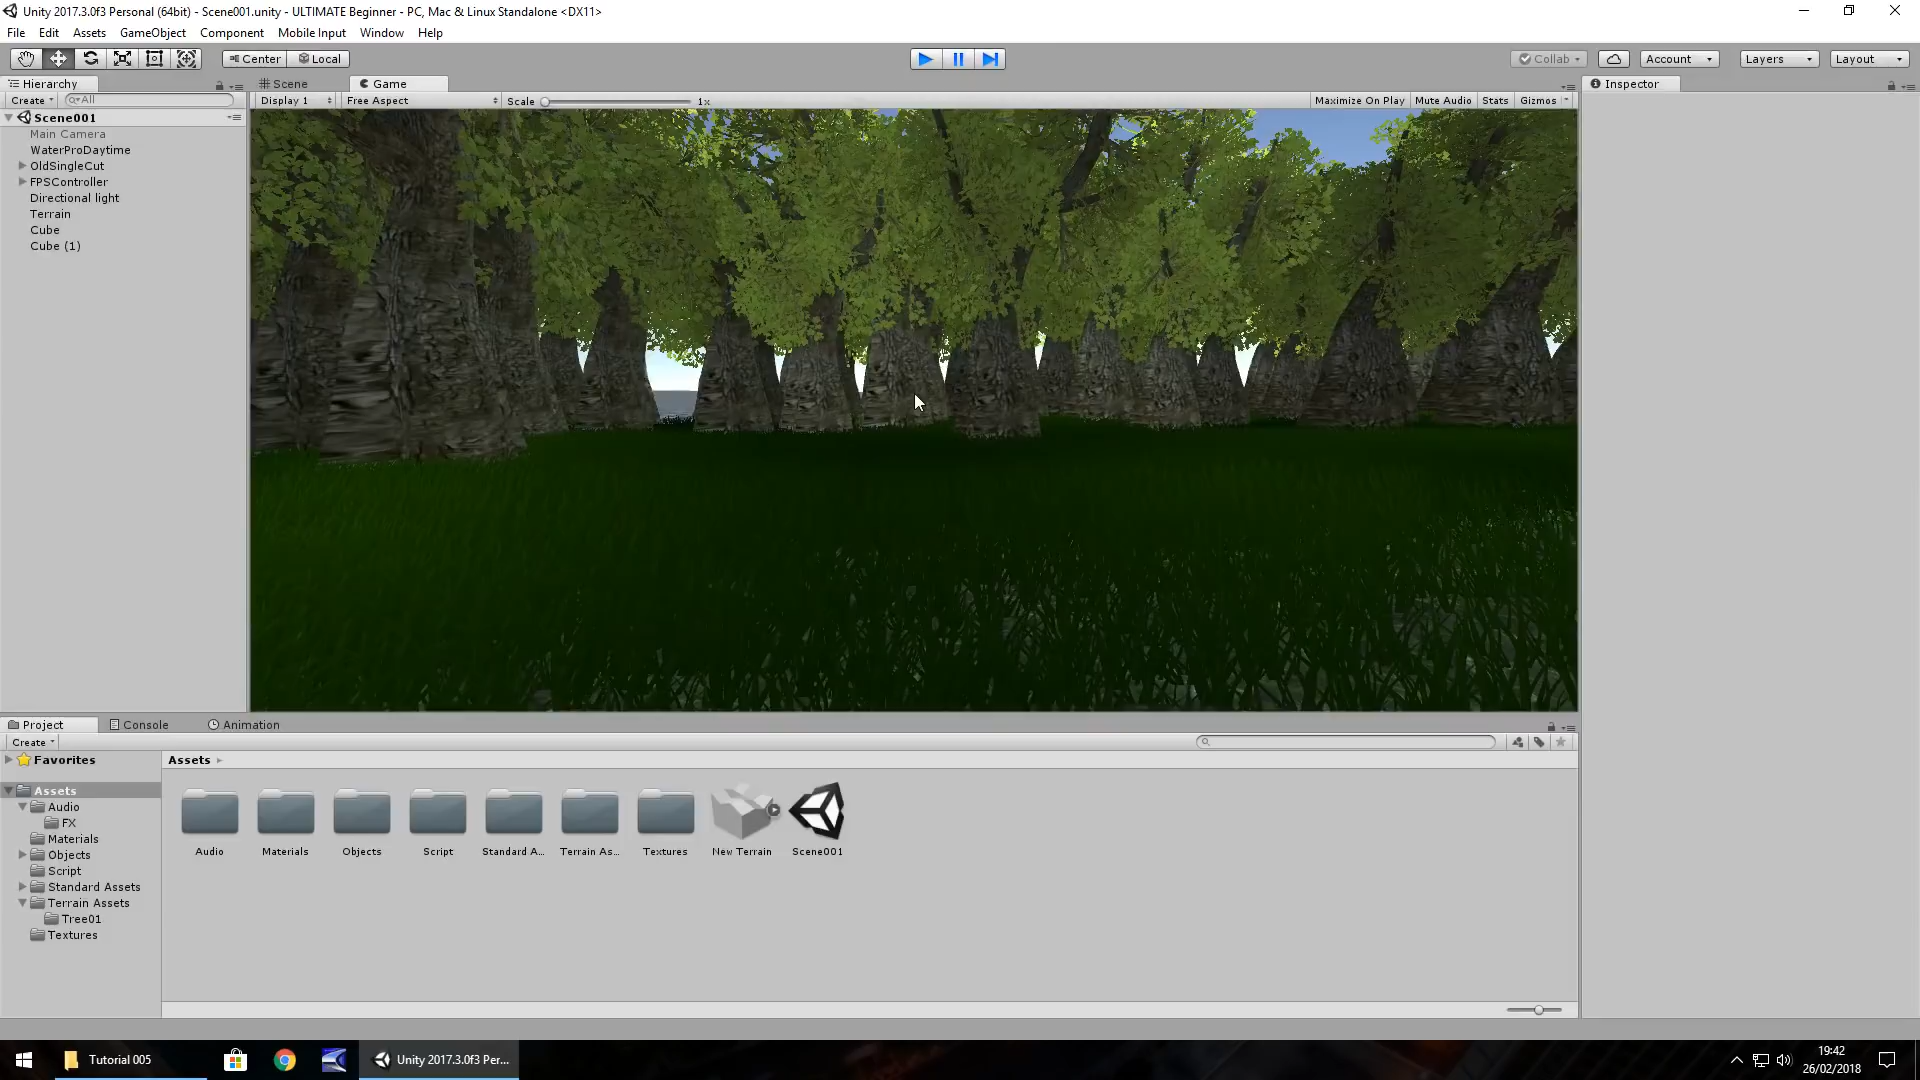 Unity 2017.3.0f3 Personal (64bit) - Scene001.unity - ULTIMATE Beginner - PC, Mac & Linux Standalone <DX11>
File Edit Assets GameObject Component Mobile Input Window Help
Center Local Collab Account Layers Layout
Hierarchy Scene Game Inspector
Create All Display 1 Free Aspect Scale 1x Maximize On Play Mute Audio Stats Gizmos
Scene001
Main Camera
WaterProDaytime
OldSingleCut
FPSController
Directional light
Terrain
Cube
Cube (1)
Project Console Animation
Create
Favorites
Assets
Assets
Audio
FX
Materials
Objects
Script
Standard Assets
Terrain Assets
Tree01
Textures
Audio Materials Objects Script Standard A... Terrain As... Textures New Terrain Scene001
Tutorial 005 Unity 2017.3.0f3 Per...
19:42
26/02/2018